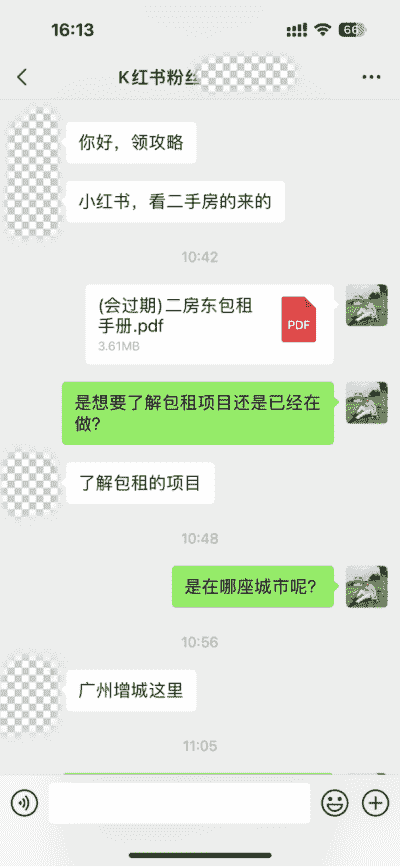 16:13
66
K红书粉丝
你好，领攻略
小红书，看二手房的来的
10:42
(会过期)二房东包租
手册.pdf
PDF
3.61MB
是想要了解包租项目还是已经在
做？
了解包租的项目
10:48
是在哪座城市呢？
10:56
广州增城这里
11:05